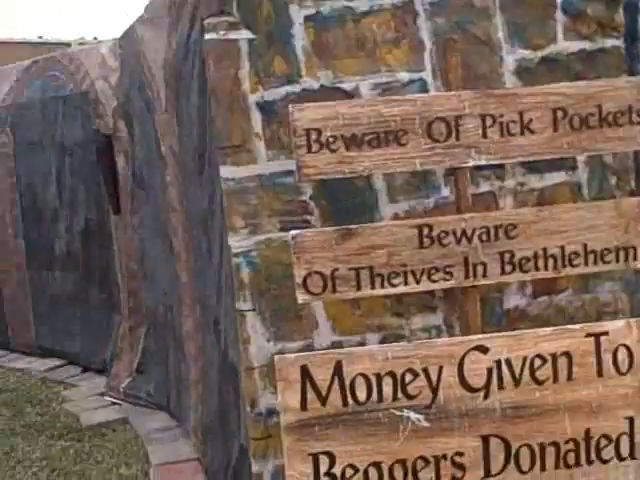 Beware Of Pick Pockets
Beware
Of Theives In Bethlehem
Money Given To
Beggers Donated